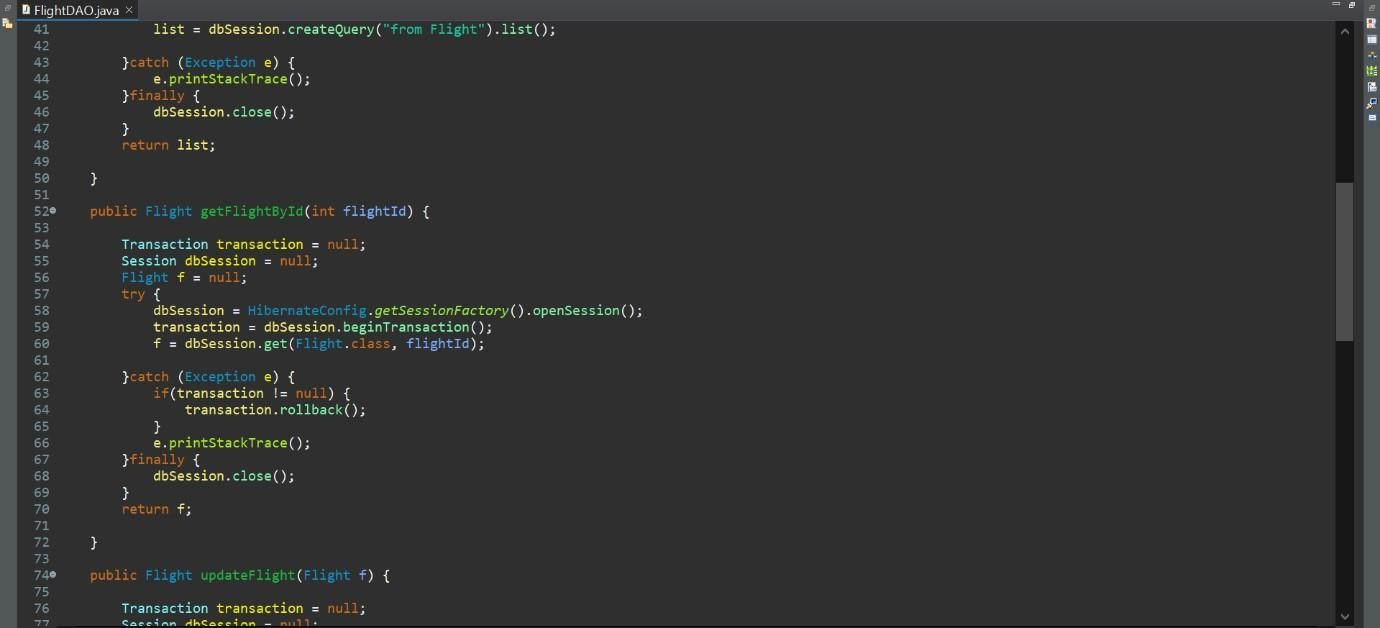 FlightDAO.java ×
41 list = dbSession.createQuery("from Flight").list();
42
43 }catch (Exception e) {
44 e.printStackTrace();
45 }finally {
46 dbSession.close();
47 }
48 return list;
49
50 }
51
52 public Flight getFlightById(int flightId) {
53
54 Transaction transaction = null;
55 Session dbSession = null;
56 Flight f = null;
57 try {
58 dbSession = HibernateConfig.getSessionFactory().openSession();
59 transaction = dbSession.beginTransaction();
60 f = dbSession.get(Flight.class, flightId);
61
62 }catch (Exception e) {
63 if(transaction != null) {
64 transaction.rollback();
65 }
66 e.printStackTrace();
67 }finally {
68 dbSession.close();
69 }
70 return f;
71
72 }
73
74 public Flight updateFlight(Flight f) {
75
76 Transaction transaction = null;
77 Session dbSession = null;